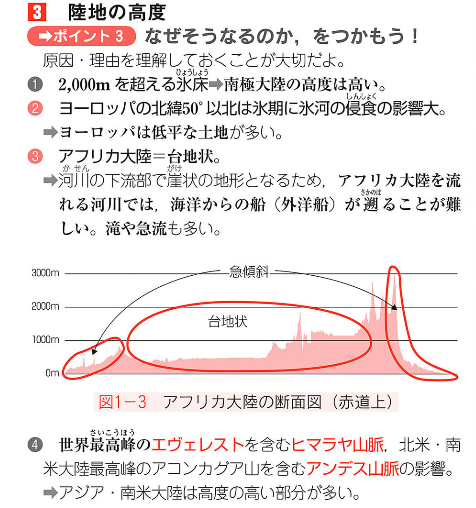 3 陸地の高度
➡ポイント3 なぜそうなるのか，をつかもう！
原因・理由を理解しておくことが大切だよ。
ひょうしょう
❶ 2,000mを超える氷床➡南極大陸の高度は高い。
しんしょく
❷ ヨーロッパの北緯50°以北は氷期に氷河の侵食の影響大。
➡ヨーロッパは低平な土地が多い。
❸ アフリカ大陸＝台地状。
かせん がけ
➡河川の下流部で崖状の地形となるため，アフリカ大陸を流
さかのぼ
れる河川では，海洋からの船（外洋船）が遡ることが難
しい。滝や急流も多い。
3000m 急傾斜
2000m
台地状
1000m
0m
図1−3 アフリカ大陸の断面図（赤道上）
さいこうほう
❹ 世界最高峰のエヴェレストを含むヒマラヤ山脈，北米・南
米大陸最高峰のアコンカグア山を含むアンデス山脈の影響。
➡アジア・南米大陸は高度の高い部分が多い。